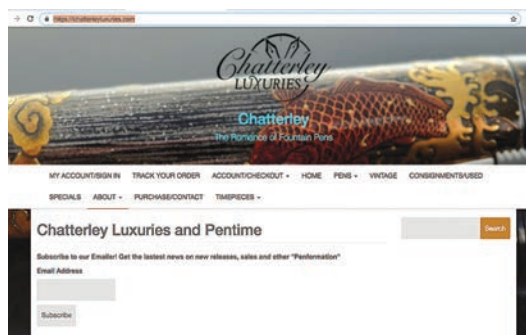 https://chatterleyluxuries.com
Chatterley
LUXURIES
Chatterley
The Romance of Fountain Pens
MY ACCOUNT/SIGN IN TRACK YOUR ORDER ACCOUNT/CHECKOUT HOME PENS VINTAGE CONSIGNMENTS/USED
SPECIALS ABOUT PURCHASE/CONTACT TIMEPIECES
Chatterley Luxuries and Pentime
Search
Subscribe to our Emailer! Get the lastest news on new releases, sales and other "Penformation"
Email Address
Subscribe